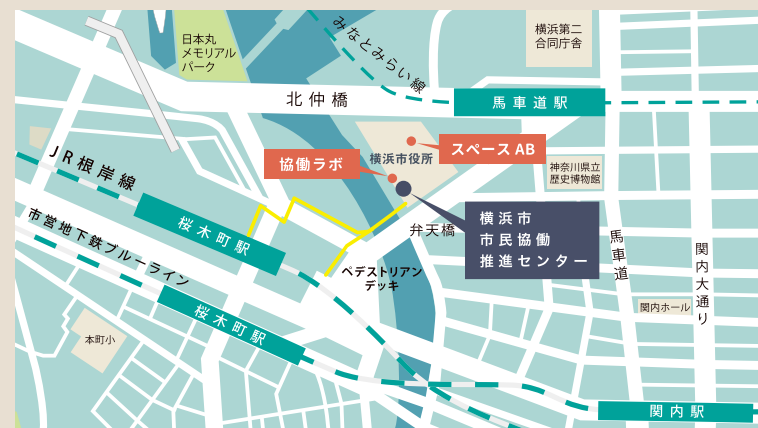 日本丸
メモリアル
パーク
みなとみらい線
横浜第二
合同庁舎
北仲橋
馬車道駅
JR根岸線
協働ラボ
横浜市役所
スペースAB
神奈川県立
歴史博物館
桜木町駅
市営地下鉄ブルーライン
弁天橋
横浜市
市民協働
推進センター
馬車道
関内大通り
ペデストリアン
デッキ
桜木町駅
関内ホール
本町小
関内駅